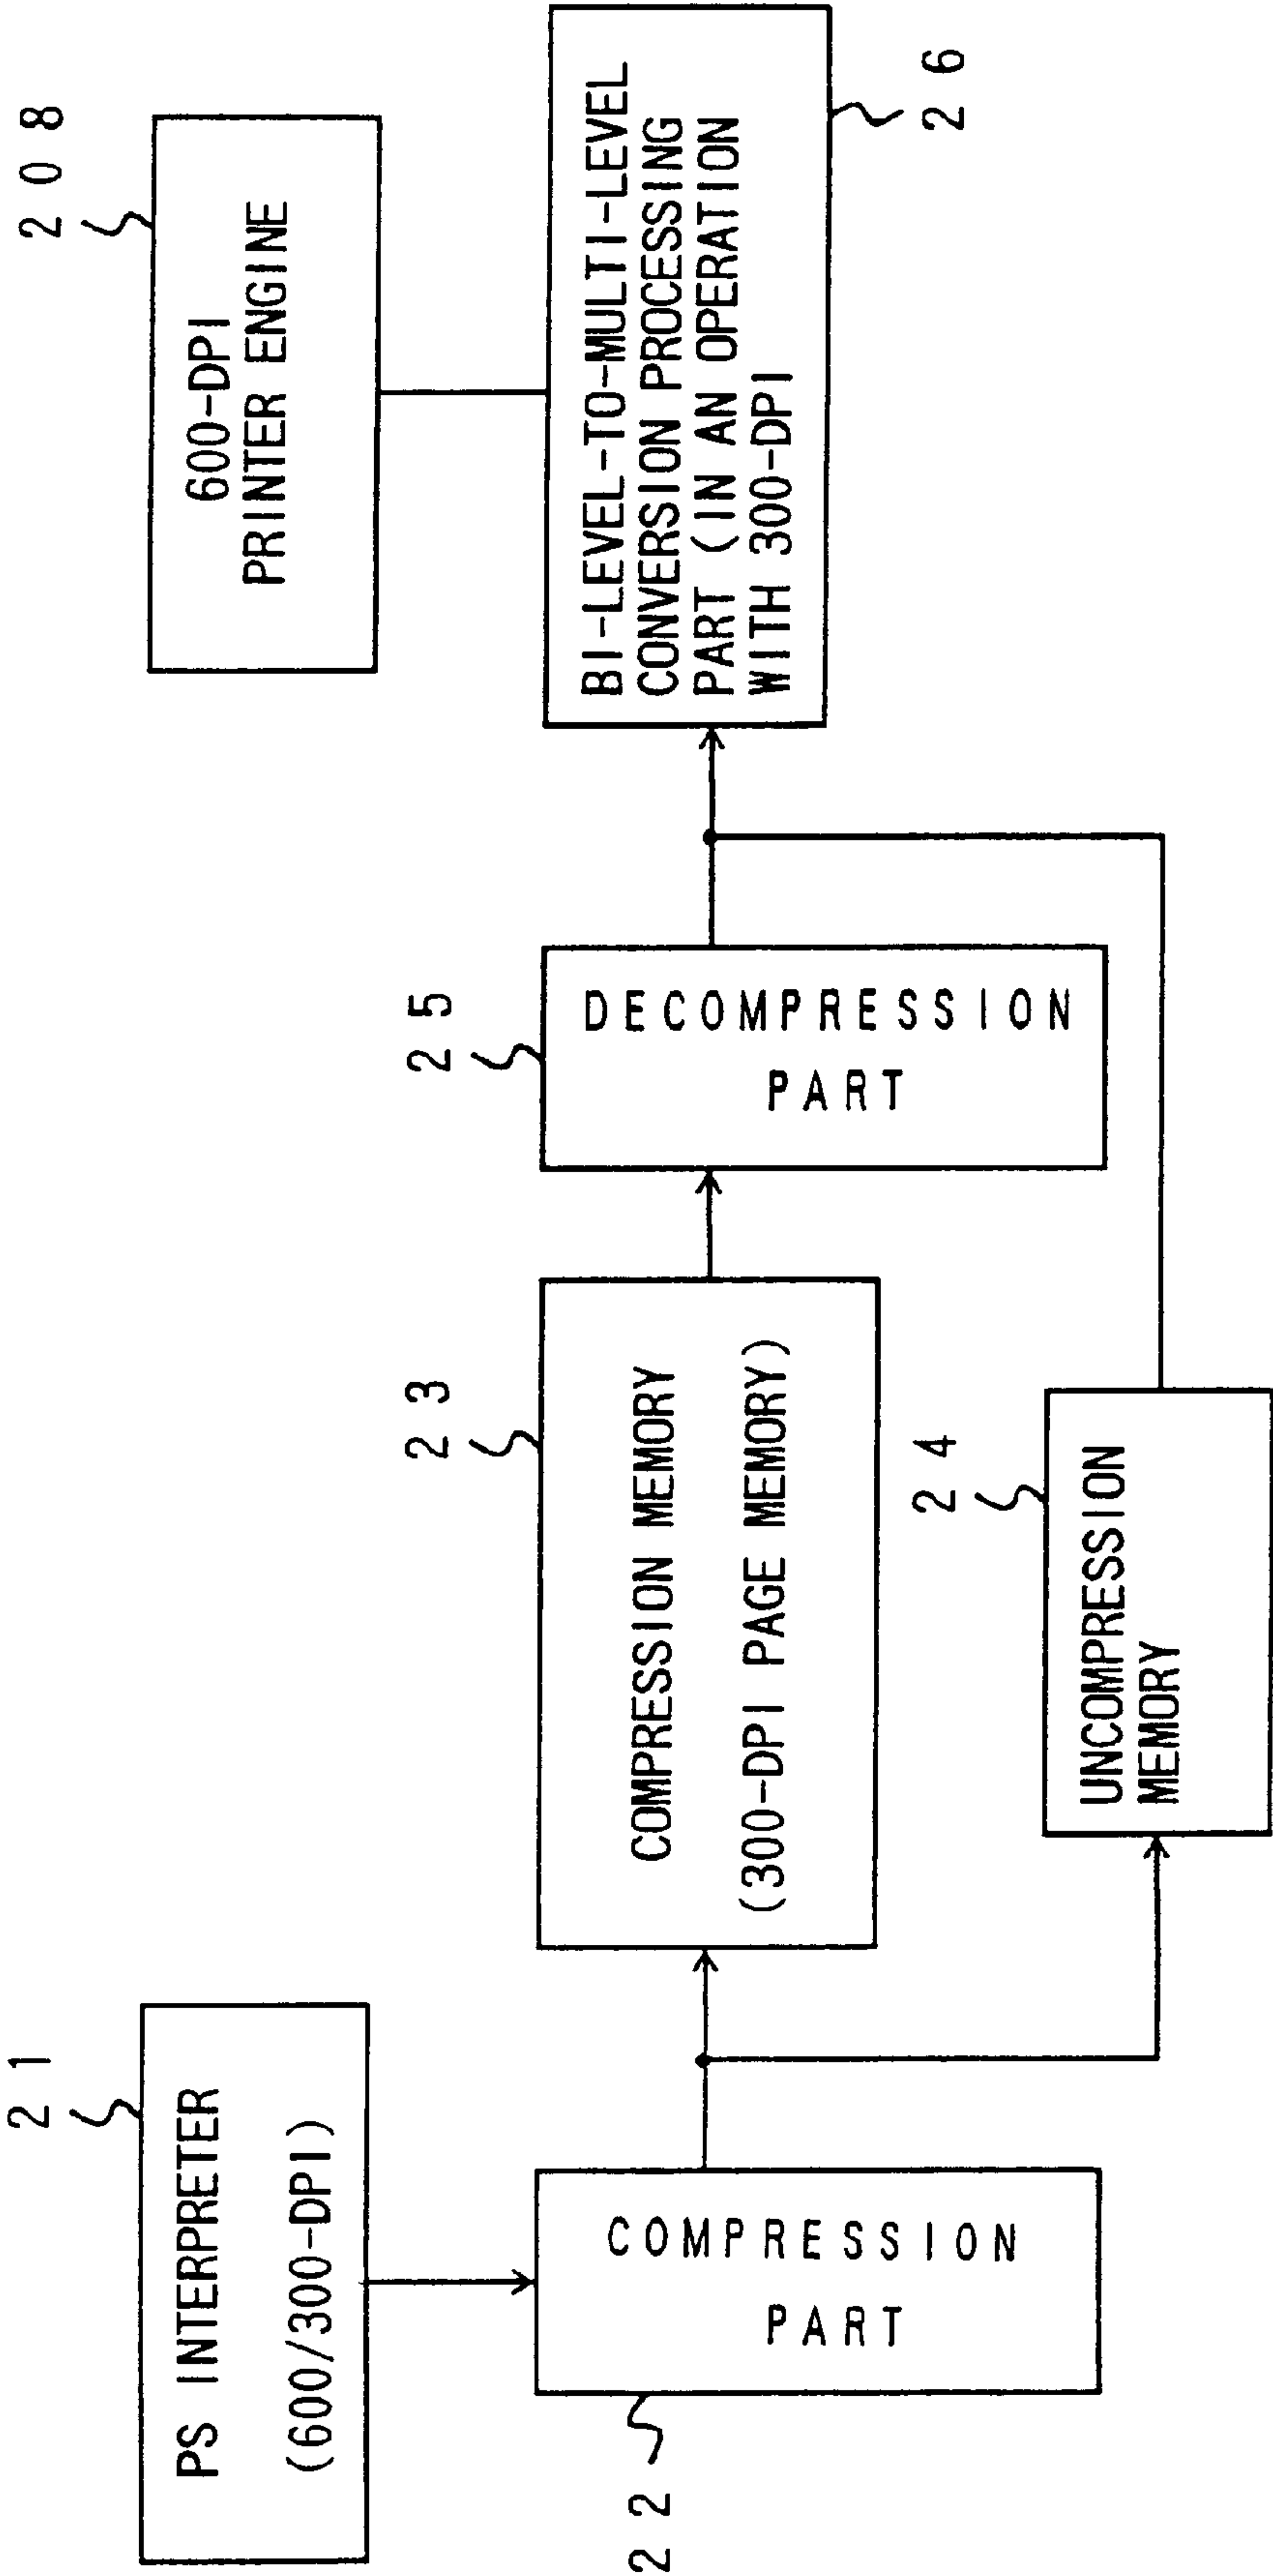 21
PS INTERPRETER
(600/300-DPI)
22
COMPRESSION
PART
23
COMPRESSION MEMORY
(300-DPI PAGE MEMORY)
24
UNCOMPRESSION
MEMORY
25
DECOMPRESSION
PART
208
600-DPI
PRINTER ENGINE
BI-LEVEL-TO-MULTI-LEVEL
CONVERSION PROCESSING
PART (IN AN OPERATION
WITH 300-DPI
26